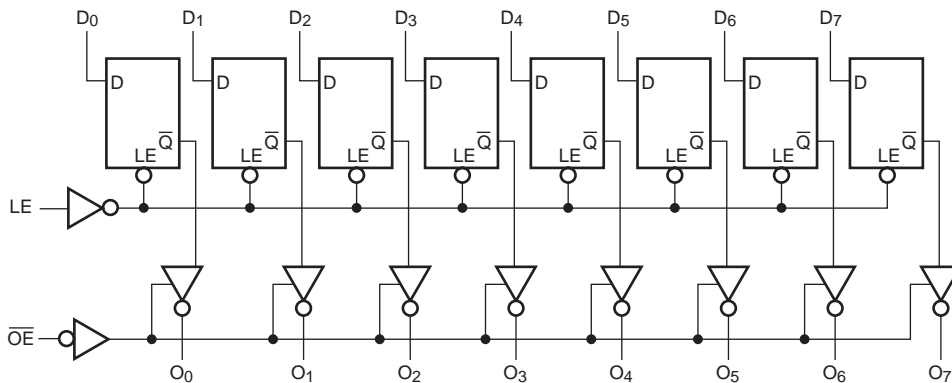 D0 D1 D2 D3 D4 D5 D6 D7
D D D D D D D D
Q̅ Q̅ Q̅ Q̅ Q̅ Q̅ Q̅ Q̅
LE LE LE LE LE LE LE LE
LE
O̅E̅
O0 O1 O2 O3 O4 O5 O6 O7